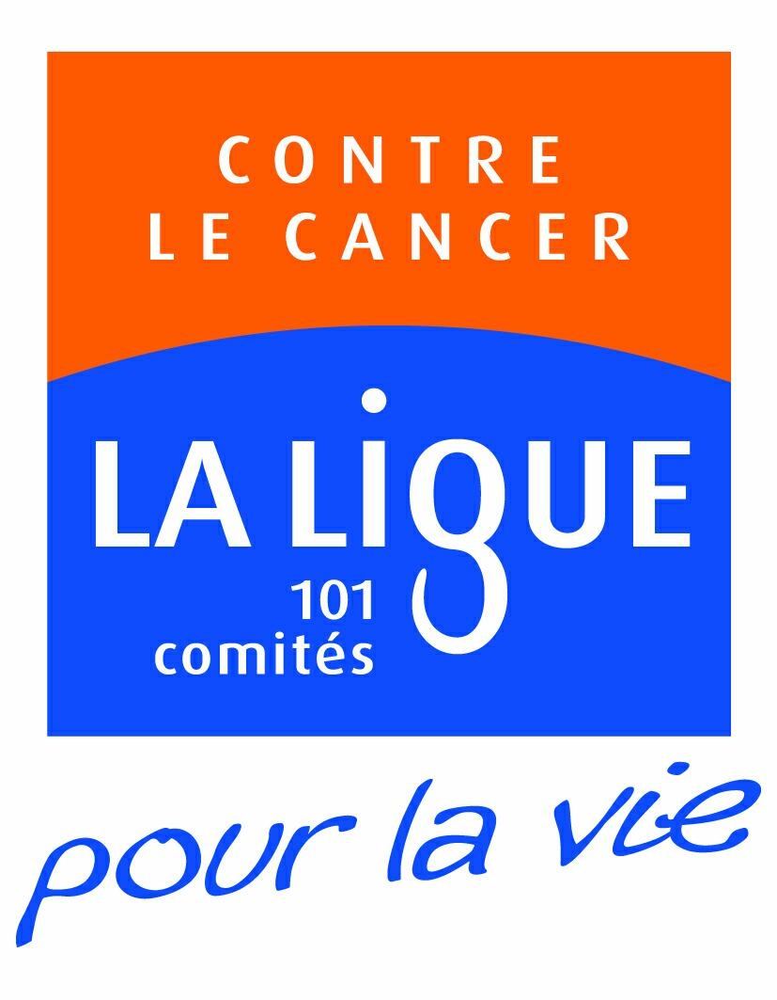 CONTRE
LE CANCER
LA LiGUE
101
comités
pour la vie